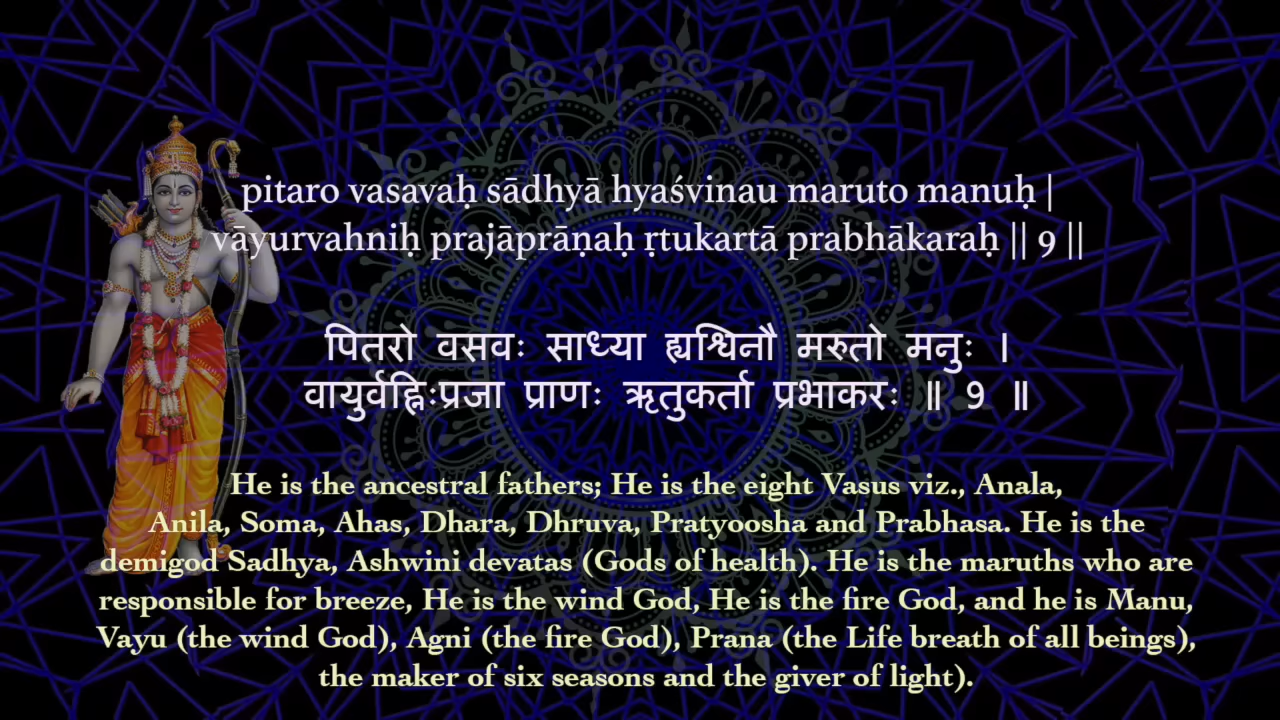 pitaro vasavaḥ sādhyā hyaśvinau maruto manuḥ |
vāyurvahniḥ prajāprāṇaḥ ṛtukartā prabhākaraḥ || 9 ||
पितरो वसवः साध्या ह्यश्विनौ मरुतो मनुः ।
वायुर्वह्निःप्रजा प्राणः ऋतुकर्ता प्रभाकरः ॥ 9 ॥
He is the ancestral fathers; He is the eight Vasus viz., Anala,
Anila, Soma, Ahas, Dhara, Dhruva, Pratyoosha and Prabhasa. He is the
demigod Sadhya, Ashwini devatas (Gods of health). He is the maruths who are
responsible for breeze, He is the wind God, He is the fire God, and he is Manu,
Vayu (the wind God), Agni (the fire God), Prana (the Life breath of all beings),
the maker of six seasons and the giver of light).